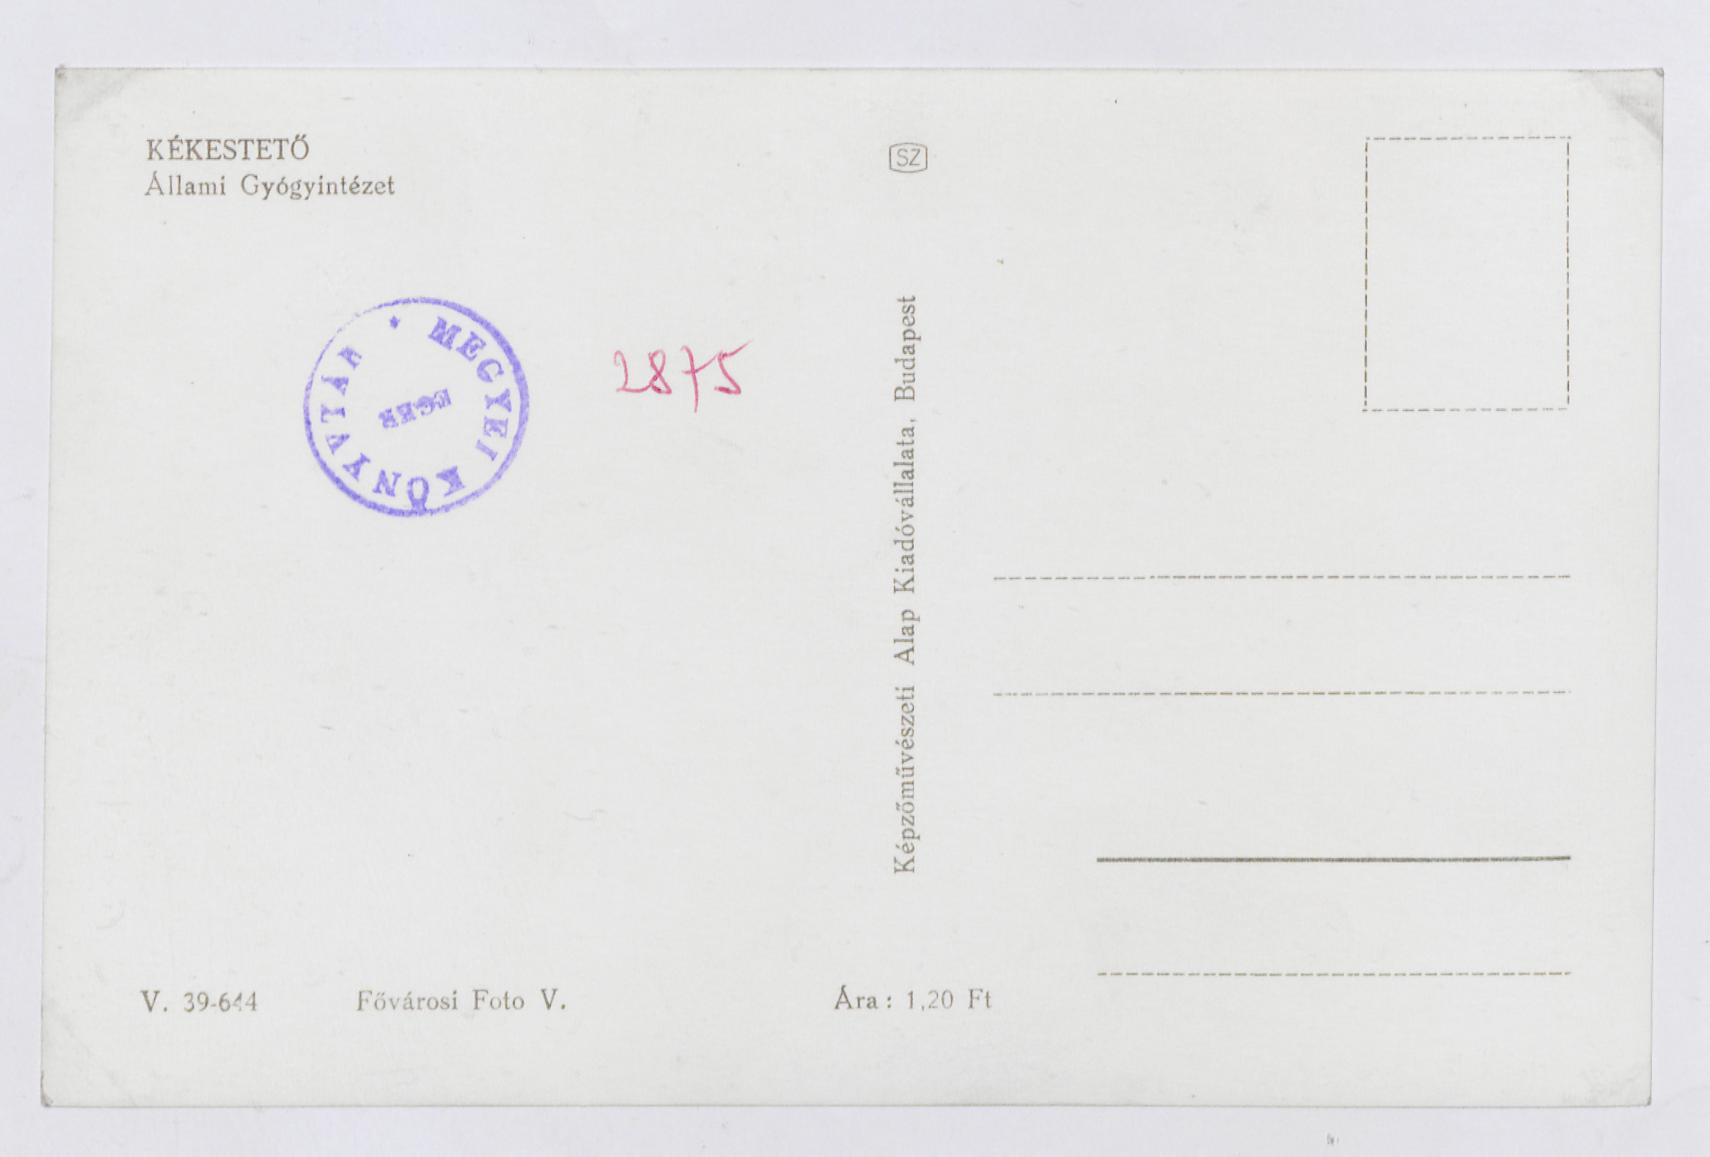 KÉKESTETŐ
Állami Gyógyintézet
SZ
MEGYEI KÖNYVTÁR
EGER
2875
Képzőművészeti Alap Kiadóvállalata, Budapest
V. 39-644
Fővárosi Foto V.
Ára: 1,20 Ft